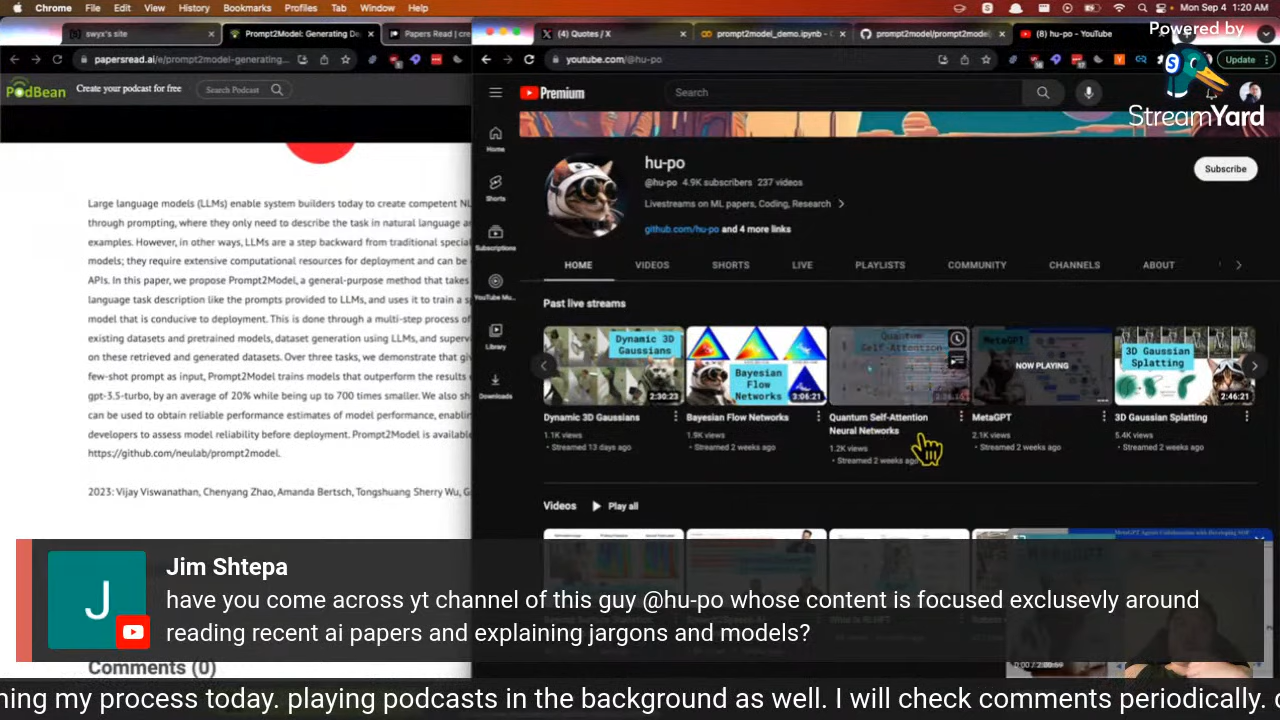 Chrome File Edit View History Bookmarks Profiles Tab Window Help
Mon Sep 4 1:20 AM
swyx's site
Prompt2Model: Generating De
Papers Read | cre
(4) Quotes / X
prompt2model_demo.ipynb -
prompt2model/prompt2model
(8) hu-po - YouTube
papersread.ai/e/prompt2model-generating...
youtube.com/@hu-po
Update
Powered by
StreamYard
PodBean
Create your podcast for free
Search Podcast
Premium
Search
Home
Shorts
Subscriptions
YouTube Mu...
Library
Downloads
hu-po
@hu-po 4.9K subscribers 237 videos
Livestreams on ML papers, Coding, Research
github.com/hu-po and 4 more links
Subscribe
HOME VIDEOS SHORTS LIVE PLAYLISTS COMMUNITY CHANNELS ABOUT
Large language models (LLMs) enable system builders today to create competent NL
through prompting, where they only need to describe the task in natural language a
examples. However, in other ways, LLMs are a step backward from traditional special
models; they require extensive computational resources for deployment and can be
APIs. In this paper, we propose Prompt2Model, a general-purpose method that takes
language task description like the prompts provided to LLMs, and uses it to train a s
model that is conducive to deployment. This is done through a multi-step process of
existing datasets and pretrained models, dataset generation using LLMs, and superv
on these retrieved and generated datasets. Over three tasks, we demonstrate that gi
few-shot prompt as input, Prompt2Model trains models that outperform the results
gpt-3.5-turbo, by an average of 20% while being up to 700 times smaller. We also sh
can be used to obtain reliable performance estimates of model performance, enablin
developers to assess model reliability before deployment. Prompt2Model is available
https://github.com/neulab/prompt2model.
2023: Vijay Viswanathan, Chenyang Zhao, Amanda Bertsch, Tongshuang Sherry Wu, G
Past live streams
Dynamic 3D
Gaussians
2:30:23
Bayesian
Flow
Networks
3:06:21
Quantum
Self-Attention
MetaGPT
NOW PLAYING
3D Gaussian
Splatting
2:46:21
Dynamic 3D Gaussians
1.1K views
• Streamed 13 days ago
Bayesian Flow Networks
1.9K views
• Streamed 2 weeks ago
Quantum Self-Attention
Neural Networks
1.2K views
• Streamed 2 weeks ago
MetaGPT
2.1K views
• Streamed 2 weeks ago
3D Gaussian Splatting
5.4K views
• Streamed 2 weeks ago
Videos
Play all
J
Jim Shtepa
have you come across yt channel of this guy @hu-po whose content is focused exclusevly around
reading recent ai papers and explaining jargons and models?
0:00 / 2:00:59
Comments (0)
ning my process today. playing podcasts in the background as well. I will check comments periodically.